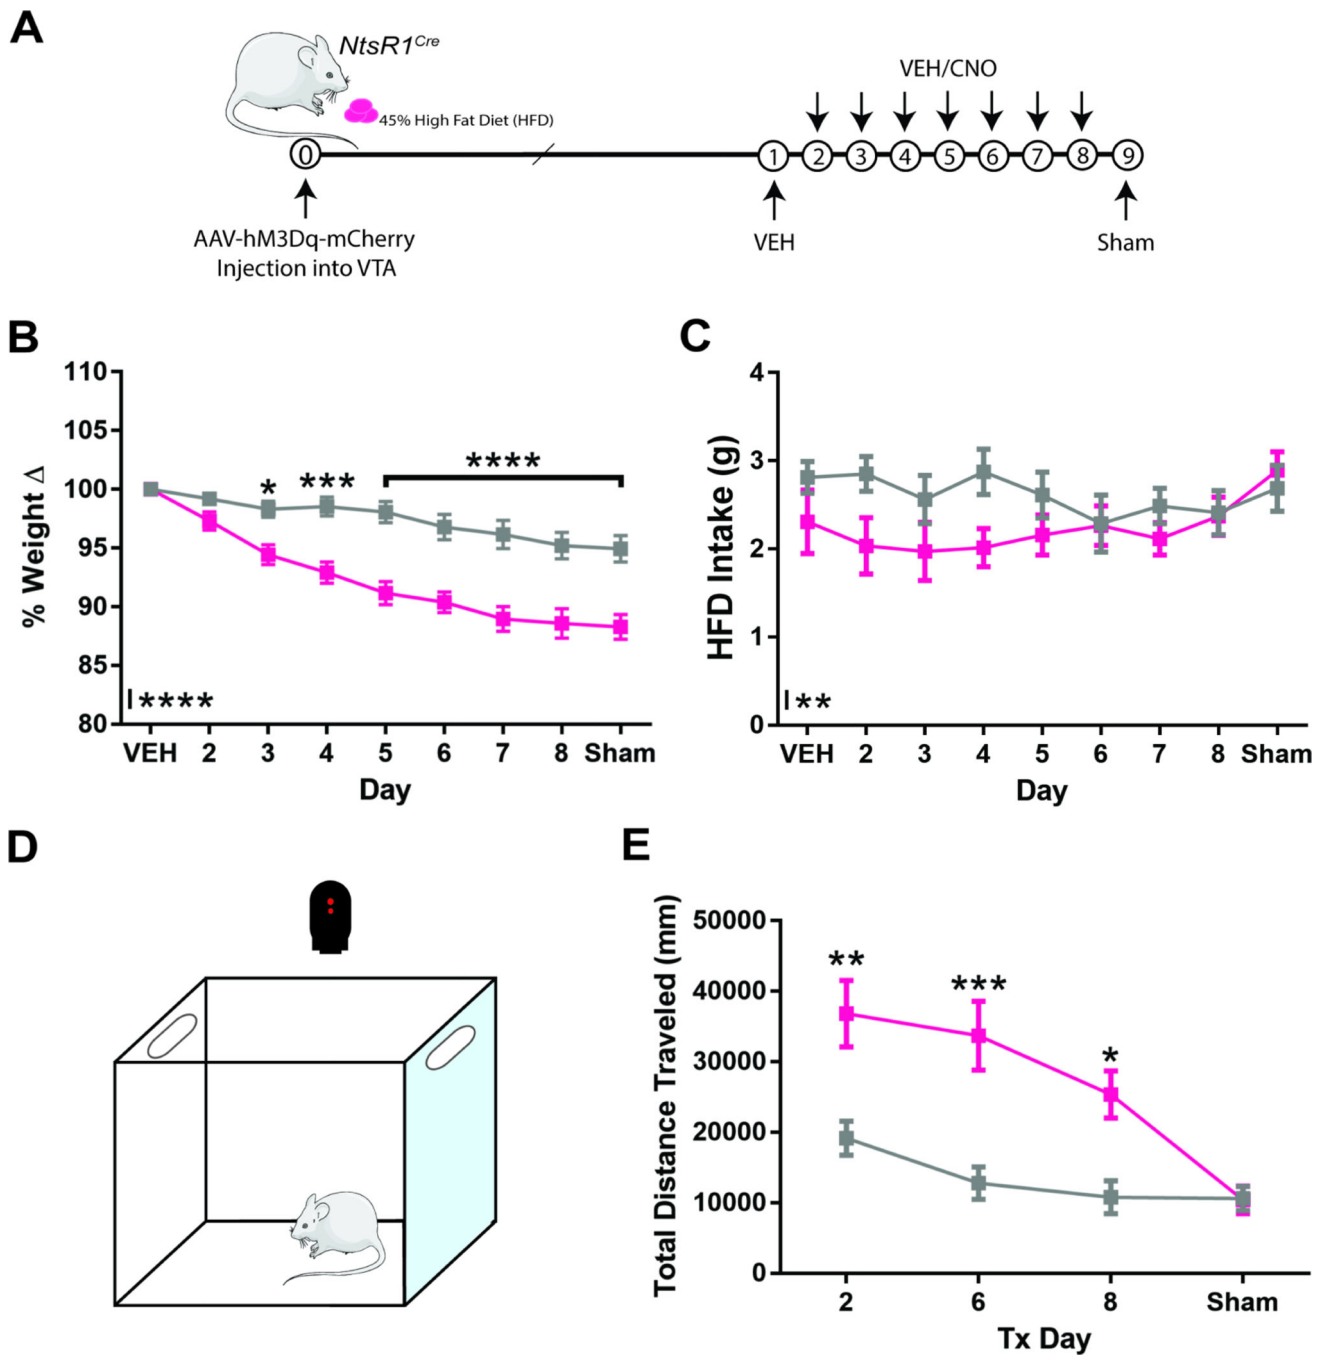 A
NtsR1Cre
45% High Fat Diet (HFD)
VEH/CNO
0 1 2 3 4 5 6 7 8 9
AAV-hM3Dq-mCherry
Injection into VTA
VEH
Sham
B
% Weight Δ
110
105
100
95
90
85
80
* *** ****
****
VEH 2 3 4 5 6 7 8 Sham
Day
C
HFD Intake (g)
4
3
2
1
0
**
VEH 2 3 4 5 6 7 8 Sham
Day
D
E
Total Distance Traveled (mm)
50000
40000
30000
20000
10000
0
** *** *
2 6 8 Sham
Tx Day